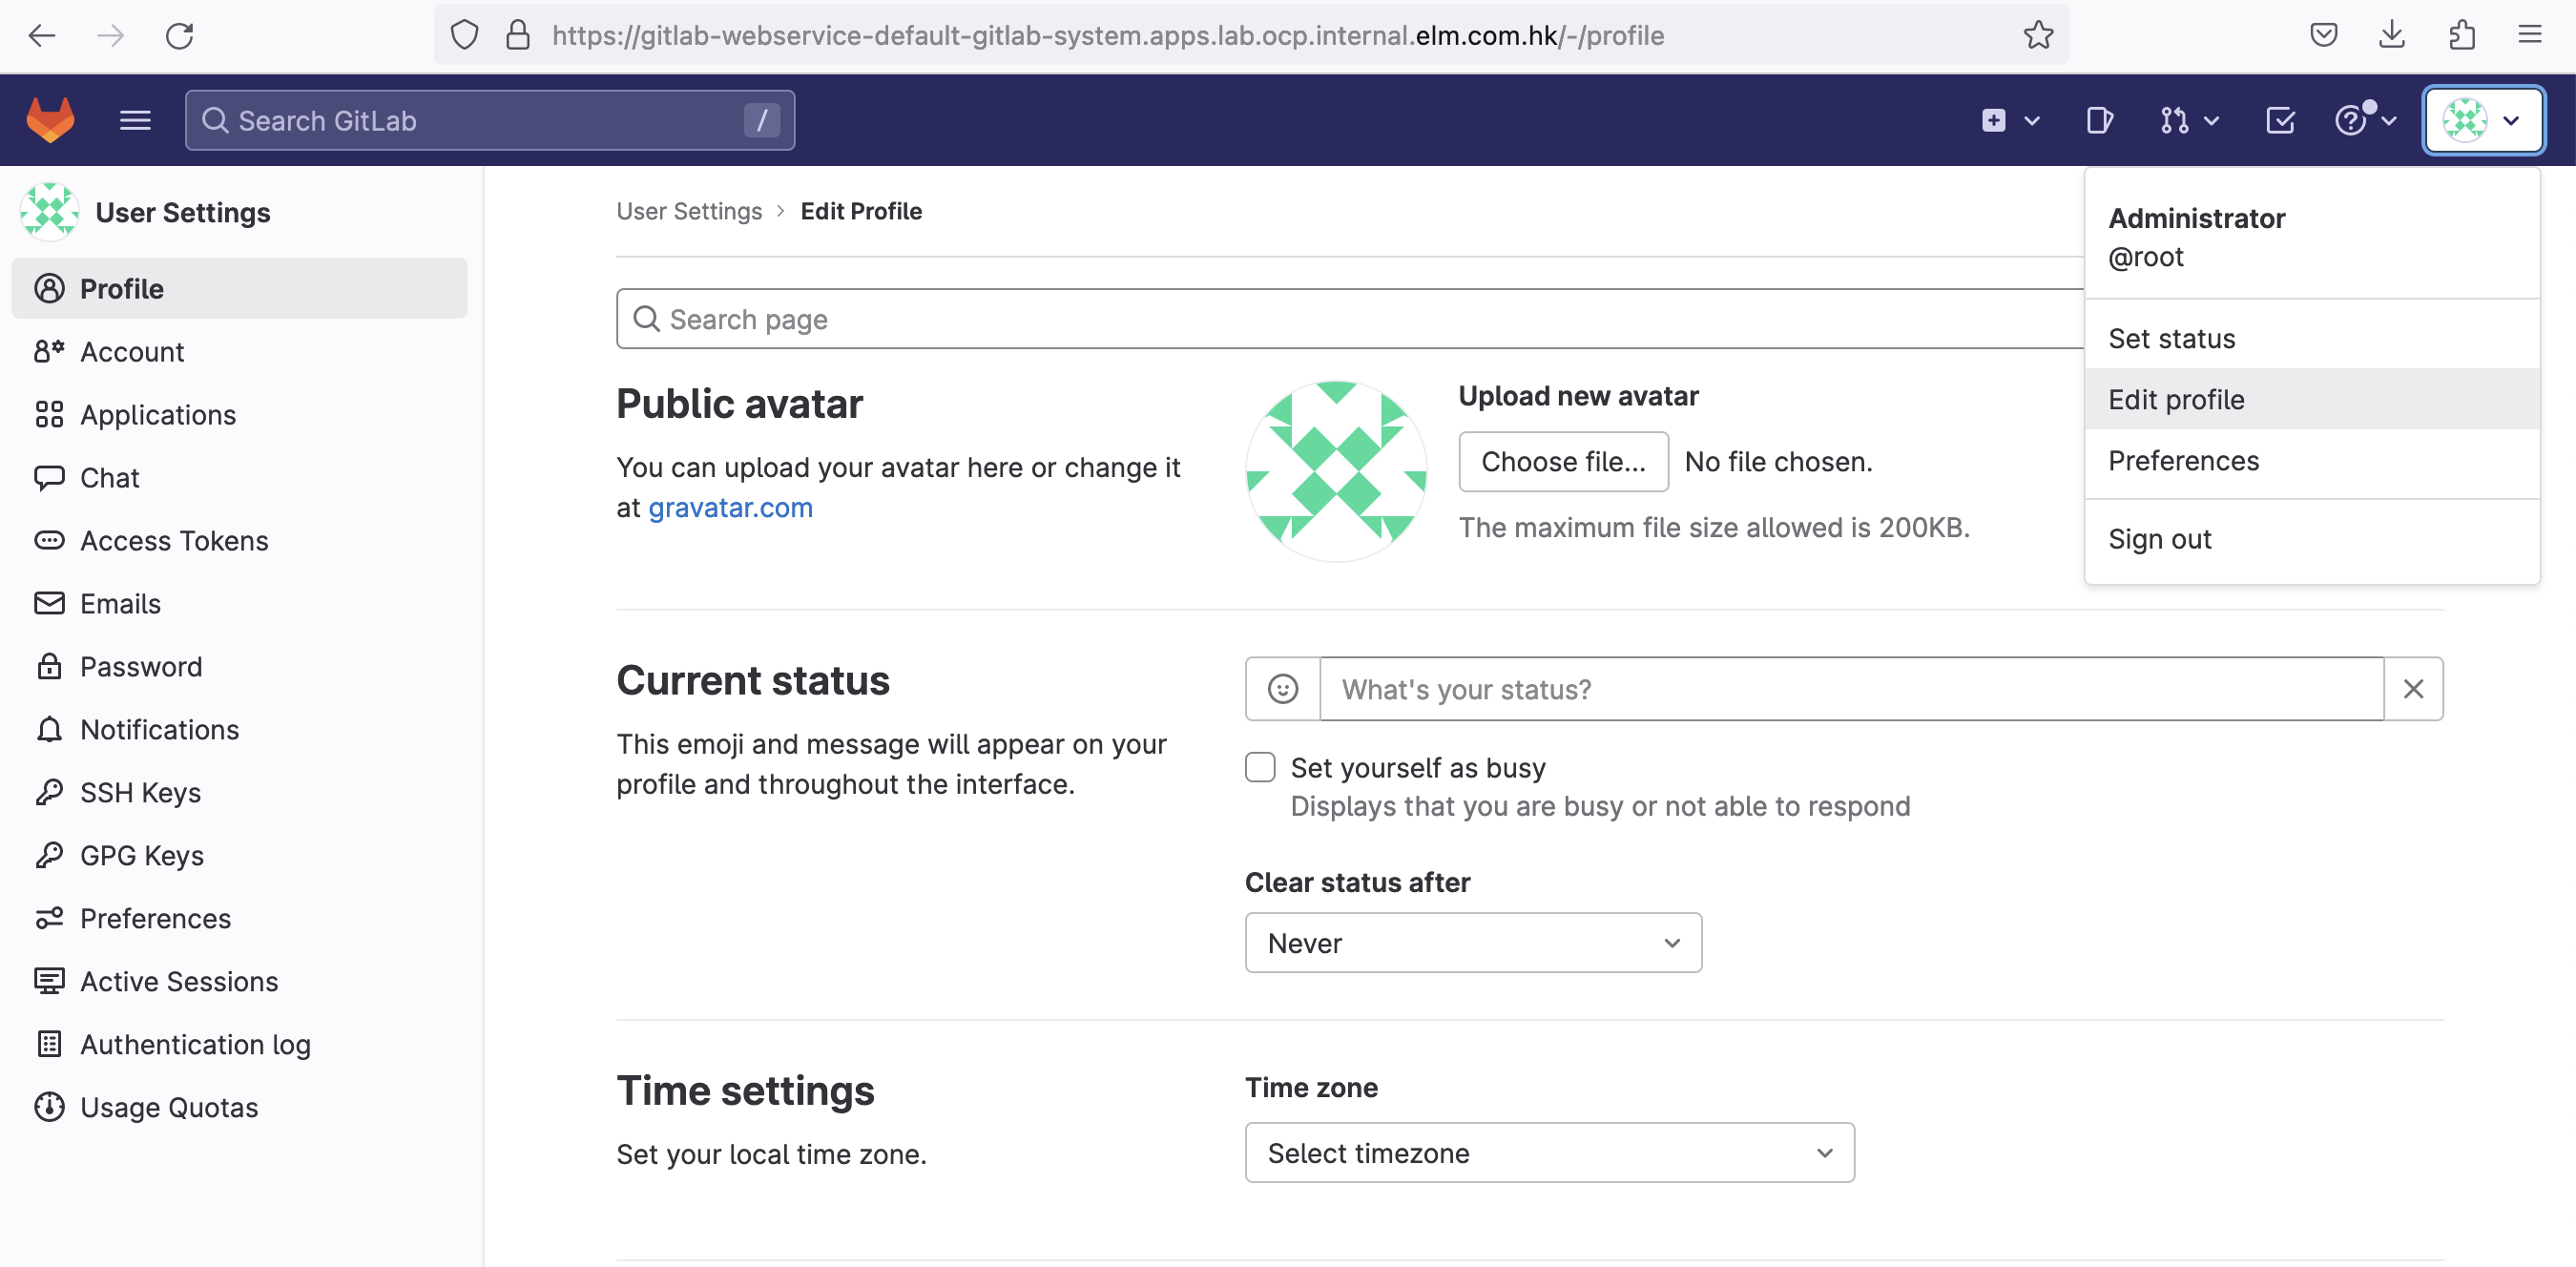 https://gitlab-webservice-default-gitlab-system.apps.lab.ocp.internal.elm.com.hk/-/profile
Search GitLab
/
User Settings
Profile
Account
Applications
Chat
Access Tokens
Emails
Password
Notifications
SSH Keys
GPG Keys
Preferences
Active Sessions
Authentication log
Usage Quotas
User Settings > Edit Profile
Search page
Public avatar
You can upload your avatar here or change it
at gravatar.com
Upload new avatar
Choose file... No file chosen.
The maximum file size allowed is 200KB.
Current status
This emoji and message will appear on your
profile and throughout the interface.
What's your status?
Set yourself as busy
Displays that you are busy or not able to respond
Clear status after
Never
Time settings
Set your local time zone.
Time zone
Select timezone
Administrator
@root
Set status
Edit profile
Preferences
Sign out